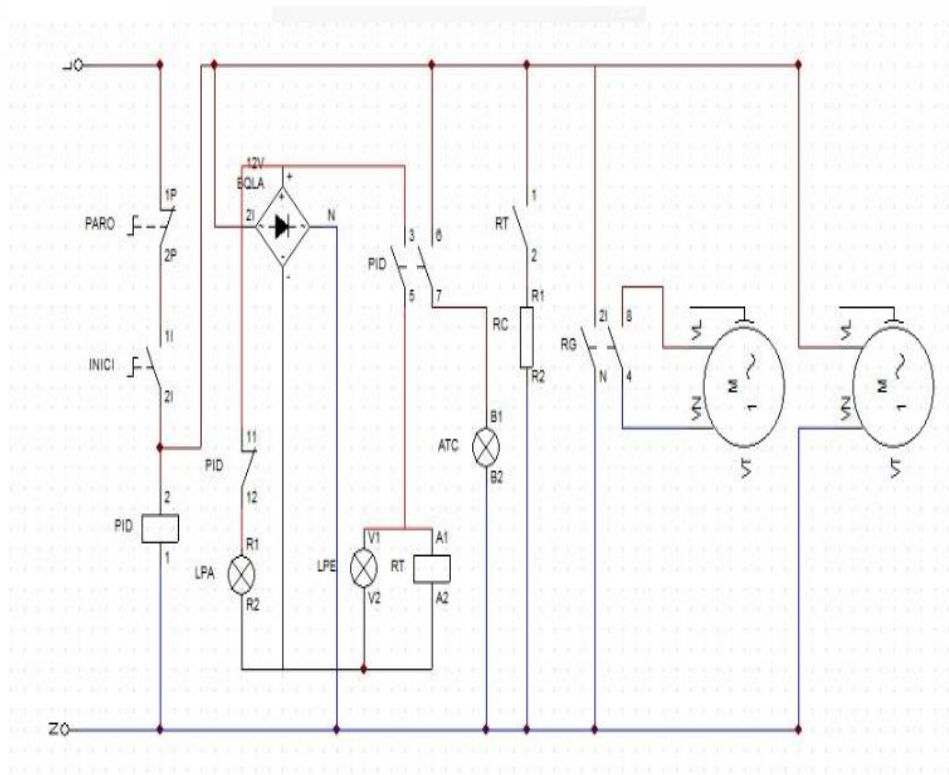 L
1P
PARO
2P
1I
INICI
2I
2
PID
1
12V
+
EQLA
+
2I
N
-
-
11
PID
12
R1
LPA
R2
3
6
PID
5
7
V1
LPE
V2
A1
RT
A2
B1
ATC
B2
1
RT
2
R1
RC
R2
2I
8
RG
N
4
VL
M
1
VN
VT
VL
M
1
VN
VT
N